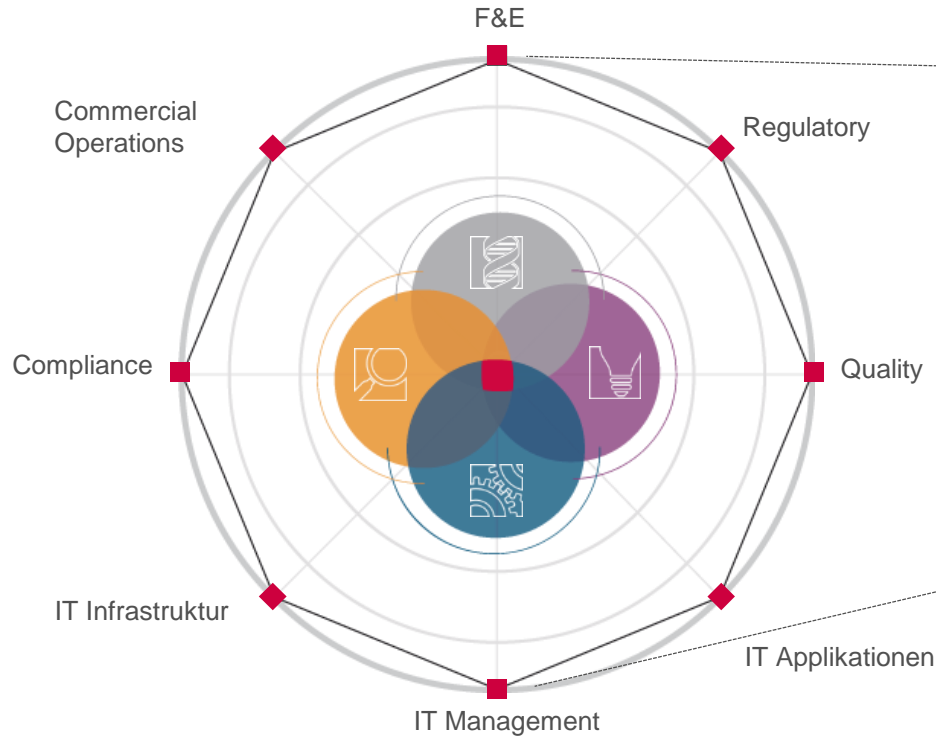 F&E
Commercial
Operations
Regulatory
Compliance
Quality
IT Infrastruktur
IT Applikationen
IT Management